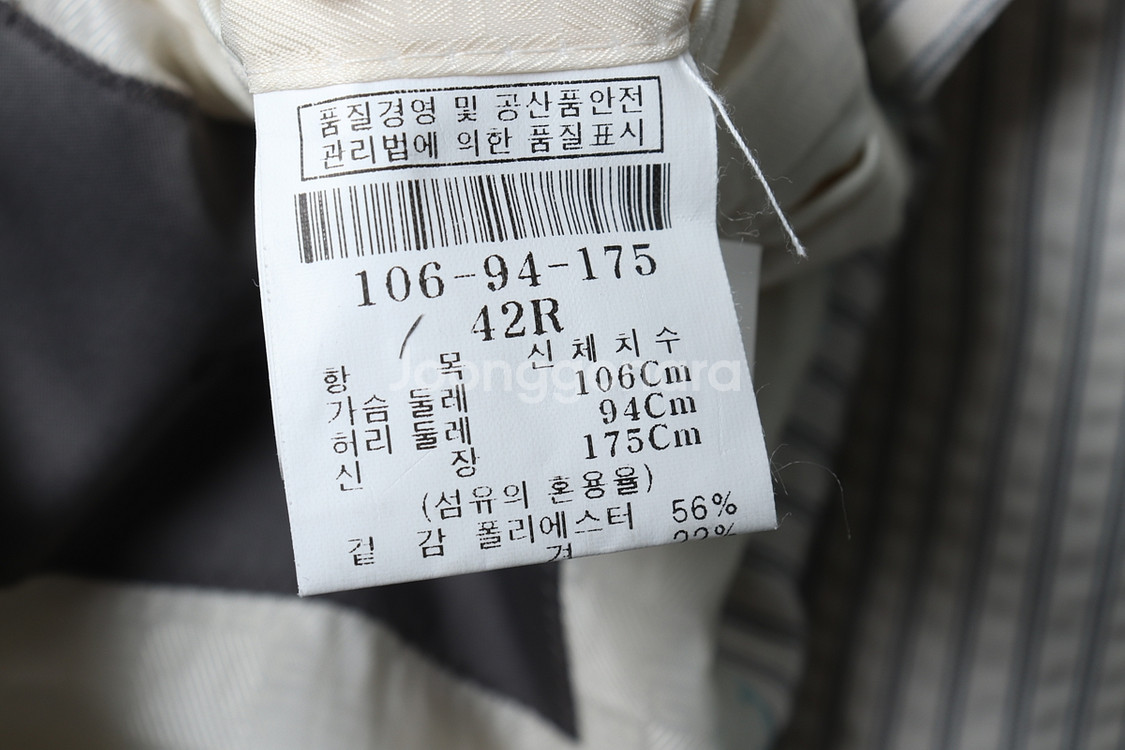 품질경영 및 공산품안전
관리법에 의한 품질표시
106-94-175
42R
항 목 신체치수
가슴둘레 106Cm
허리둘레 94Cm
신 장 175Cm
(섬유의 혼용율)
겉 감 폴리에스터 56%
Joonggonara